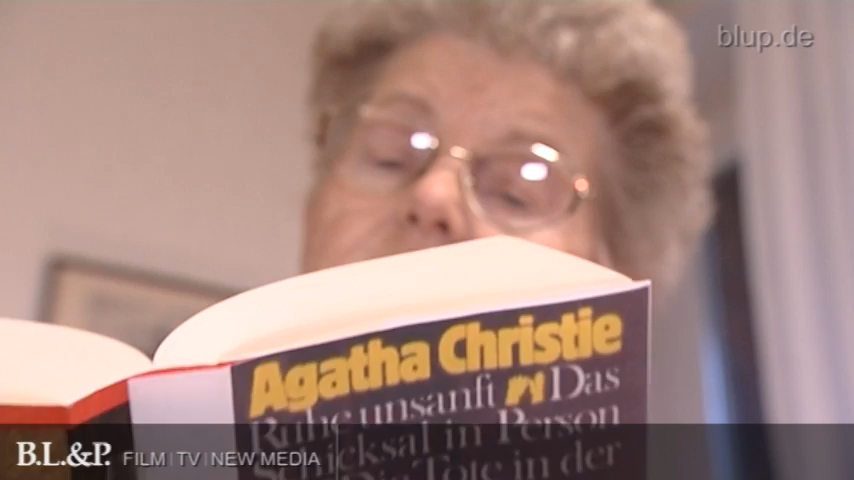 blup.de
Agatha Christie
Ruhe unsanft Das
Schicksal in Person
Die Tote in der
B.L.&P. FILM|TV|NEW MEDIA